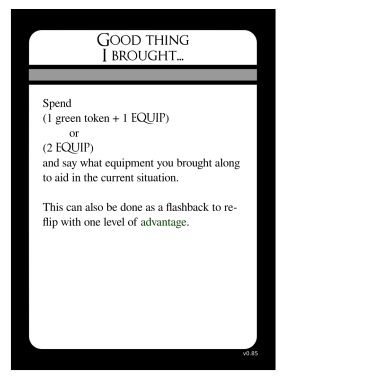 GOOD THING
I BROUGHT...
Spend
(1 green token + 1 EQUIP)
or
(2 EQUIP)
and say what equipment you brought along
to aid in the current situation.
This can also be done as a flashback to re-
flip with one level of advantage.
v0.85